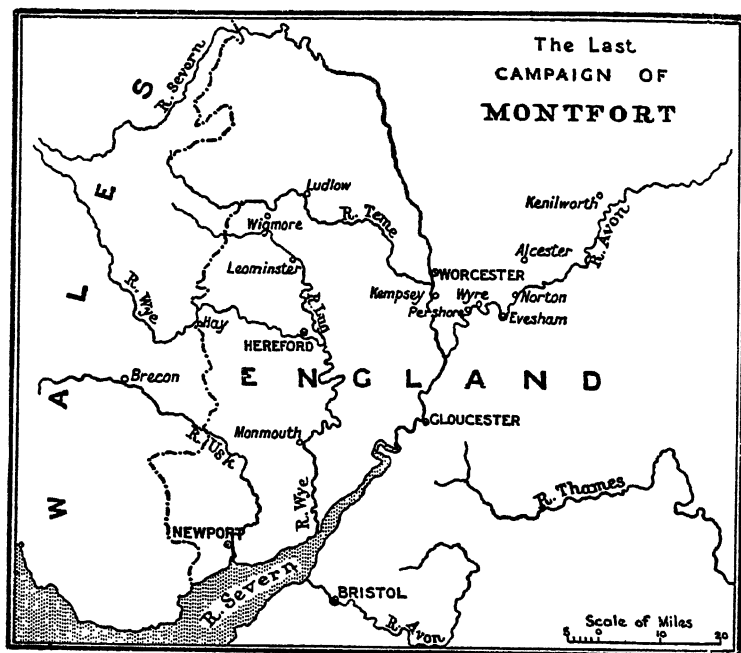 The Last
CAMPAIGN OF
MONTFORT
WALES
ENGLAND
R. Severn
Ludlow
R. Teme
Wigmore
Kenilworth
Alcester
R. Avon
Leominster
R. Lug
WORCESTER
Kempsey
Wyre
Norton
Pershore
Evesham
R. Wye
Hay
HEREFORD
Brecon
R. Usk
Monmouth
GLOUCESTER
R. Wye
R. Thames
NEWPORT
R. Severn
BRISTOL
R. Avon
Scale of Miles
5 0 10 20